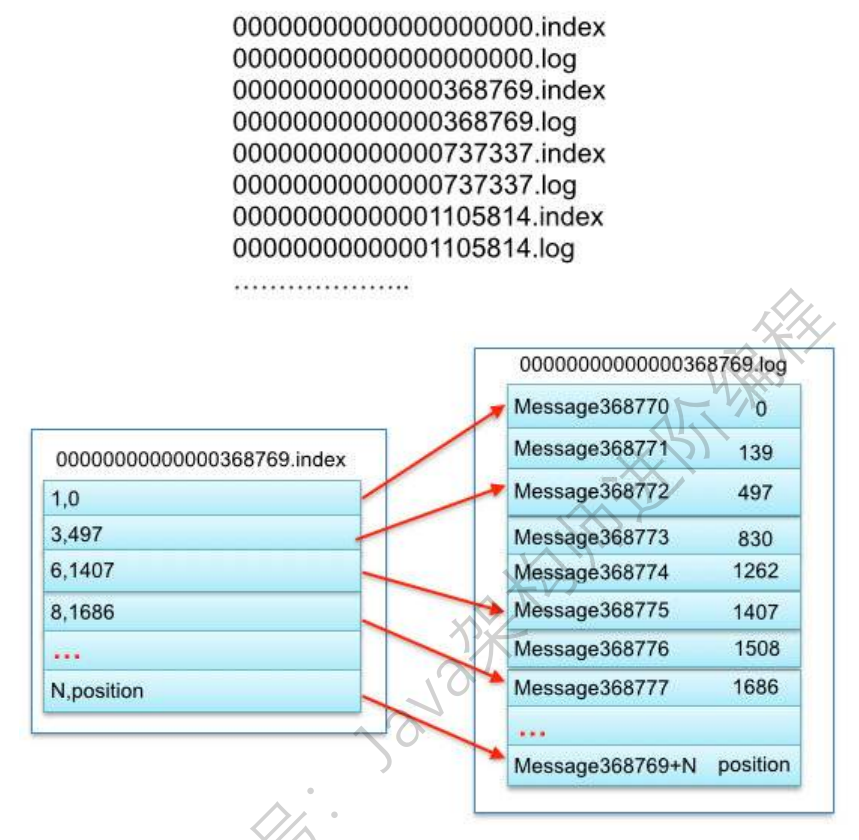 00000000000000000000.index
00000000000000000000.log
00000000000000368769.index
00000000000000368769.log
00000000000000737337.index
00000000000000737337.log
00000000000001105814.index
00000000000001105814.log
....................
00000000000000368769.index
1,0
3,497
6,1407
8,1686
...
N,position
00000000000000368769.log
Message368770 0
Message368771 139
Message368772 497
Message368773 830
Message368774 1262
Message368775 1407
Message368776 1508
Message368777 1686
...
Message368769+N position
号：Java架构师进阶编程